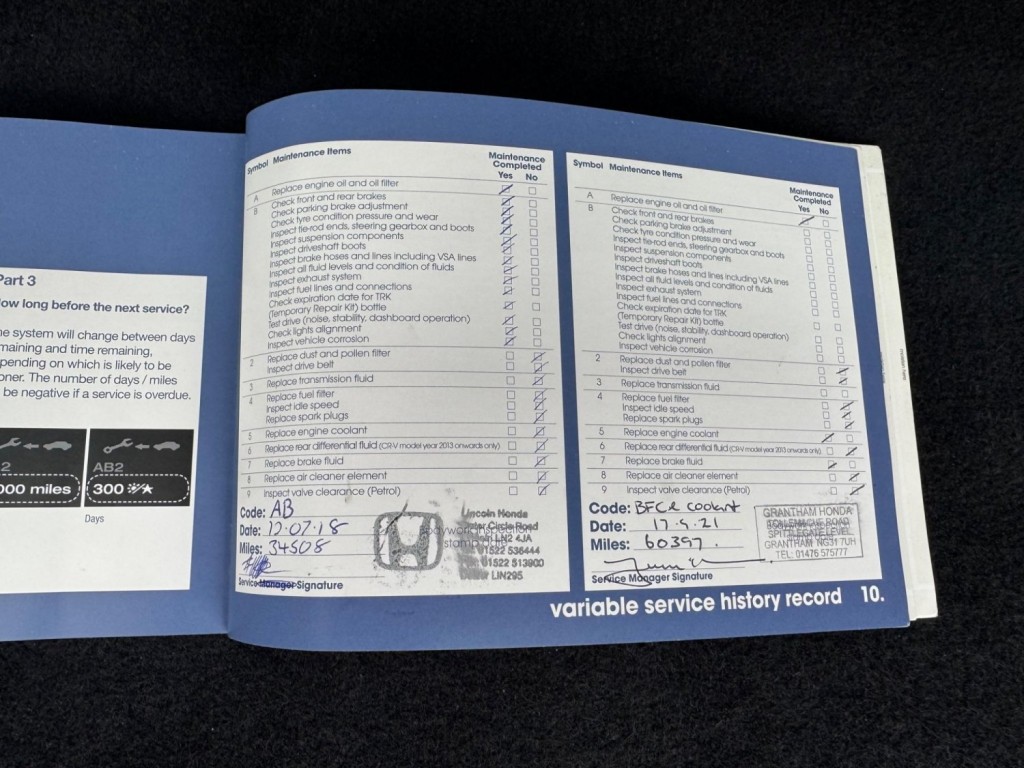 Part 3
ow long before the next service?
e system will change between days
maining and time remaining,
pending on which is likely to be
oner. The number of days / miles
be negative if a service is overdue.
2
000 miles
AB2
300
Days
Symbol Maintenance Items
Maintenance
Completed
Yes No
A Replace engine oil and oil filter
B Check front and rear brakes
Check parking brake adjustment
Check tyre condition pressure and wear
Inspect tie-rod ends, steering gearbox and boots
Inspect suspension components
Inspect driveshaft boots
Inspect brake hoses and lines including VSA lines
Inspect all fluid levels and condition of fluids
Inspect exhaust system
Inspect fuel lines and connections
Check expiration date for TRK
(Temporary Repair Kit) bottle
Test drive (noise, stability, dashboard operation)
Check lights alignment
Inspect vehicle corrosion
2 Replace dust and pollen filter
Inspect drive belt
3 Replace transmission fluid
4 Replace fuel filter
Inspect idle speed
Replace spark plugs
5 Replace engine coolant
6 Replace rear differential fluid (CR-V model year 2013 onwards only)
7 Replace brake fluid
8 Replace air cleaner element
9 Inspect valve clearance (Petrol)
Code: AB
Date: 17.07.18
Miles: 34508
Service Manager Signature
Lincoln Honda
Outer Circle Road
LN2 4JA
01522 536444
01522 513900
LIN295
Symbol Maintenance Items
Maintenance
Completed
Yes No
A Replace engine oil and oil filter
B Check front and rear brakes
Check parking brake adjustment
Check tyre condition pressure and wear
Inspect tie-rod ends, steering gearbox and boots
Inspect suspension components
Inspect driveshaft boots
Inspect brake hoses and lines including VSA lines
Inspect all fluid levels and condition of fluids
Inspect exhaust system
Inspect fuel lines and connections
Check expiration date for TRK
(Temporary Repair Kit) bottle
Test drive (noise, stability, dashboard operation)
Check lights alignment
Inspect vehicle corrosion
2 Replace dust and pollen filter
Inspect drive belt
3 Replace transmission fluid
4 Replace fuel filter
Inspect idle speed
Replace spark plugs
5 Replace engine coolant
6 Replace rear differential fluid (CR-V model year 2013 onwards only)
7 Replace brake fluid
8 Replace air cleaner element
9 Inspect valve clearance (Petrol)
Code: BFCR coolant
Date: 17.5.21
Miles: 60397.
Service Manager Signature
GRANTHAM HONDA
ROAD
SPITTLEGATE LEVEL
GRANTHAM NG31 7UH
TEL: 01476 575777
variable service history record 10.